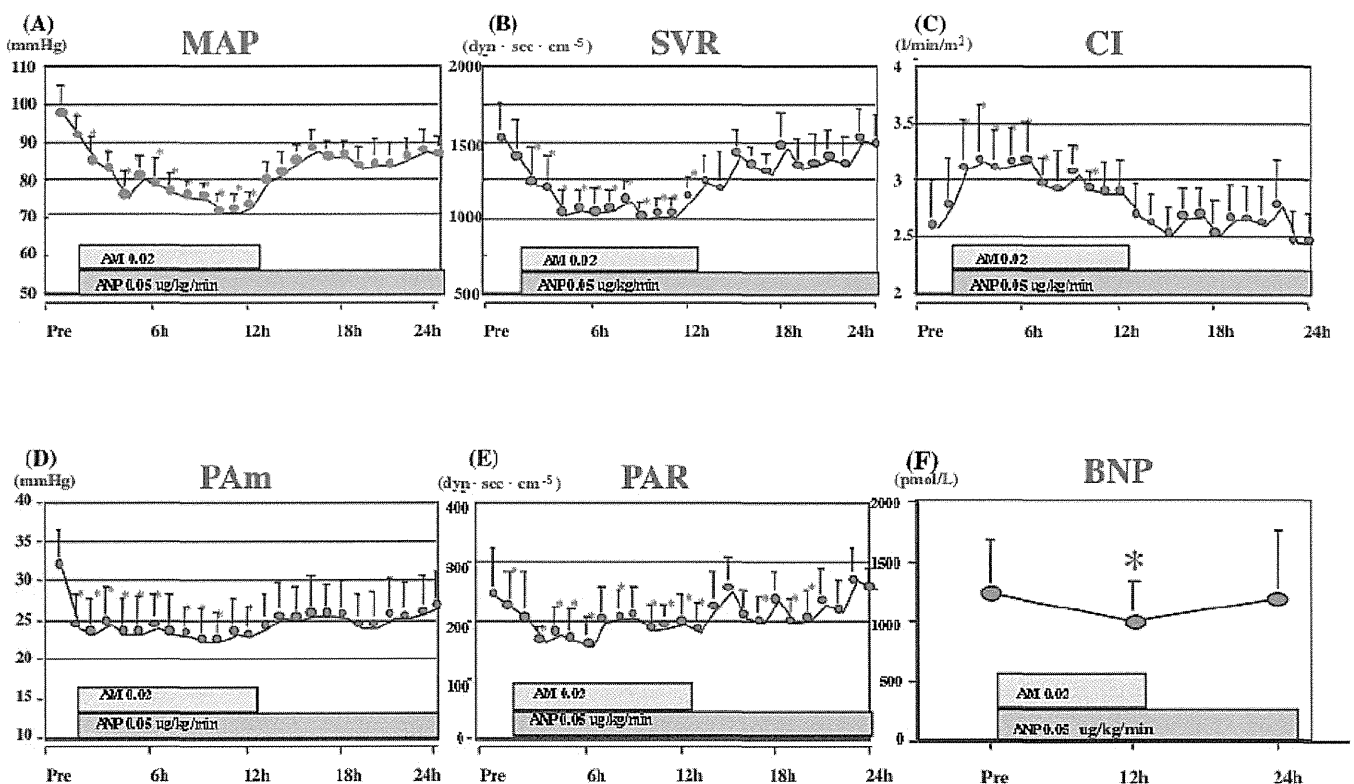 (A)
MAP
(mmHg)
110
100
90
80
70
60
50
AM 0.02
ANP 0.05 ug/kg/min
Pre 6h 12h 18h 24h
(B)
SVR
(dyn · sec · cm⁻⁵)
2000
1500
1000
500
AM 0.02
ANP 0.05 ug/kg/min
Pre 6h 12h 18h 24h
(C)
CI
(l/min/m²)
4
3.5
3
2.5
2
AM 0.02
ANP 0.05 ug/kg/min
Pre 6h 12h 18h 24h
(D)
PAm
(mmHg)
40
35
30
25
20
15
10
AM 0.02
ANP 0.05 ug/kg/min
Pre 6h 12h 18h 24h
(E)
PAR
(dyn · sec · cm⁻⁵)
400
300
200
100
0
AM 0.02
ANP 0.05 ug/kg/min
Pre 6h 12h 18h 24h
(F)
BNP
(pmol/L)
2000
1500
*
1000
500
0
AM 0.02
ANP 0.05 ug/kg/min
Pre 12h 24h